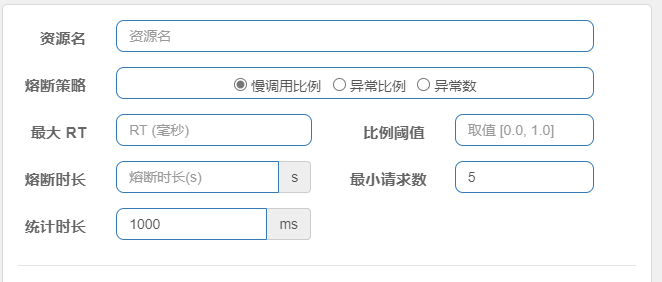 资源名 资源名
熔断策略 慢调用比例 异常比例 异常数
最大 RT RT (毫秒) 比例阈值 取值 [0.0, 1.0]
熔断时长 熔断时长(s) s 最小请求数 5
统计时长 1000 ms